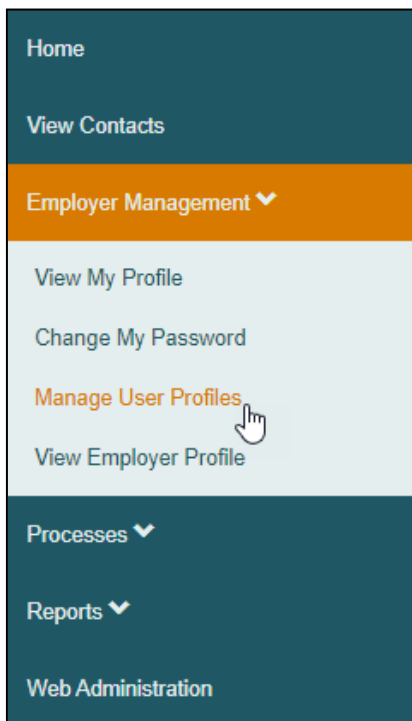 Home
View Contacts
Employer Management
View My Profile
Change My Password
Manage User Profiles
View Employer Profile
Processes
Reports
Web Administration